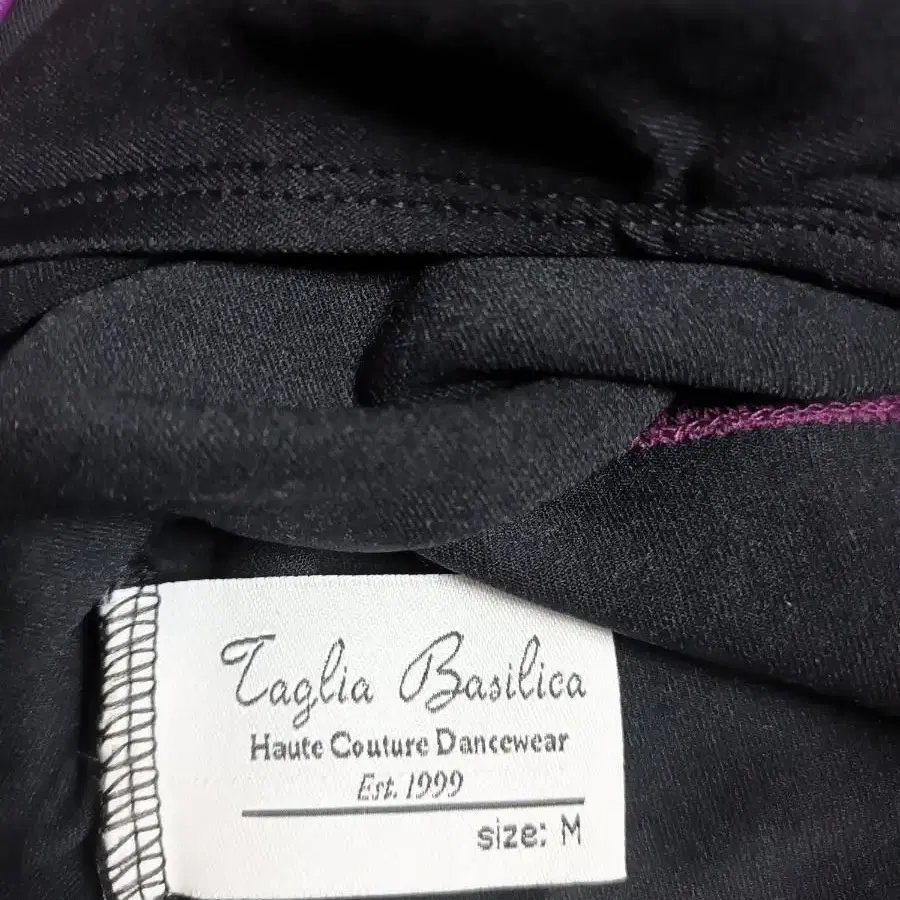 Taglia Basilica
Haute Couture Dancewear
Est. 1999
size: M